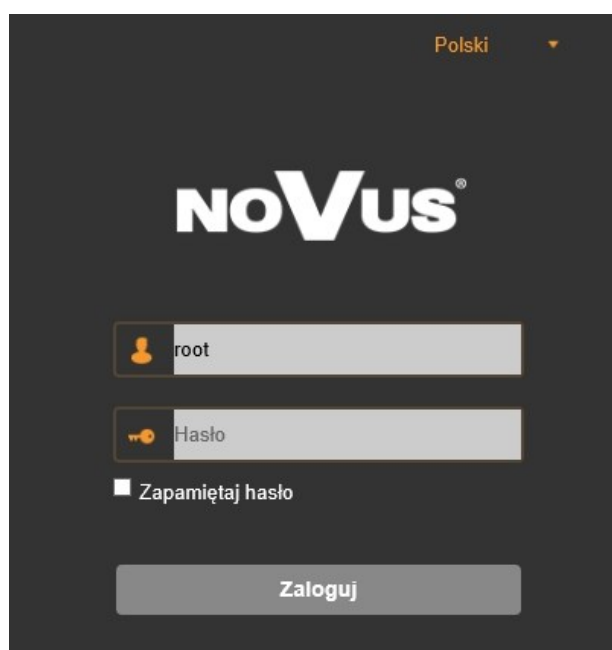 Polski
NOVUS®
root
Hasło
Zapamiętaj hasło
Zaloguj